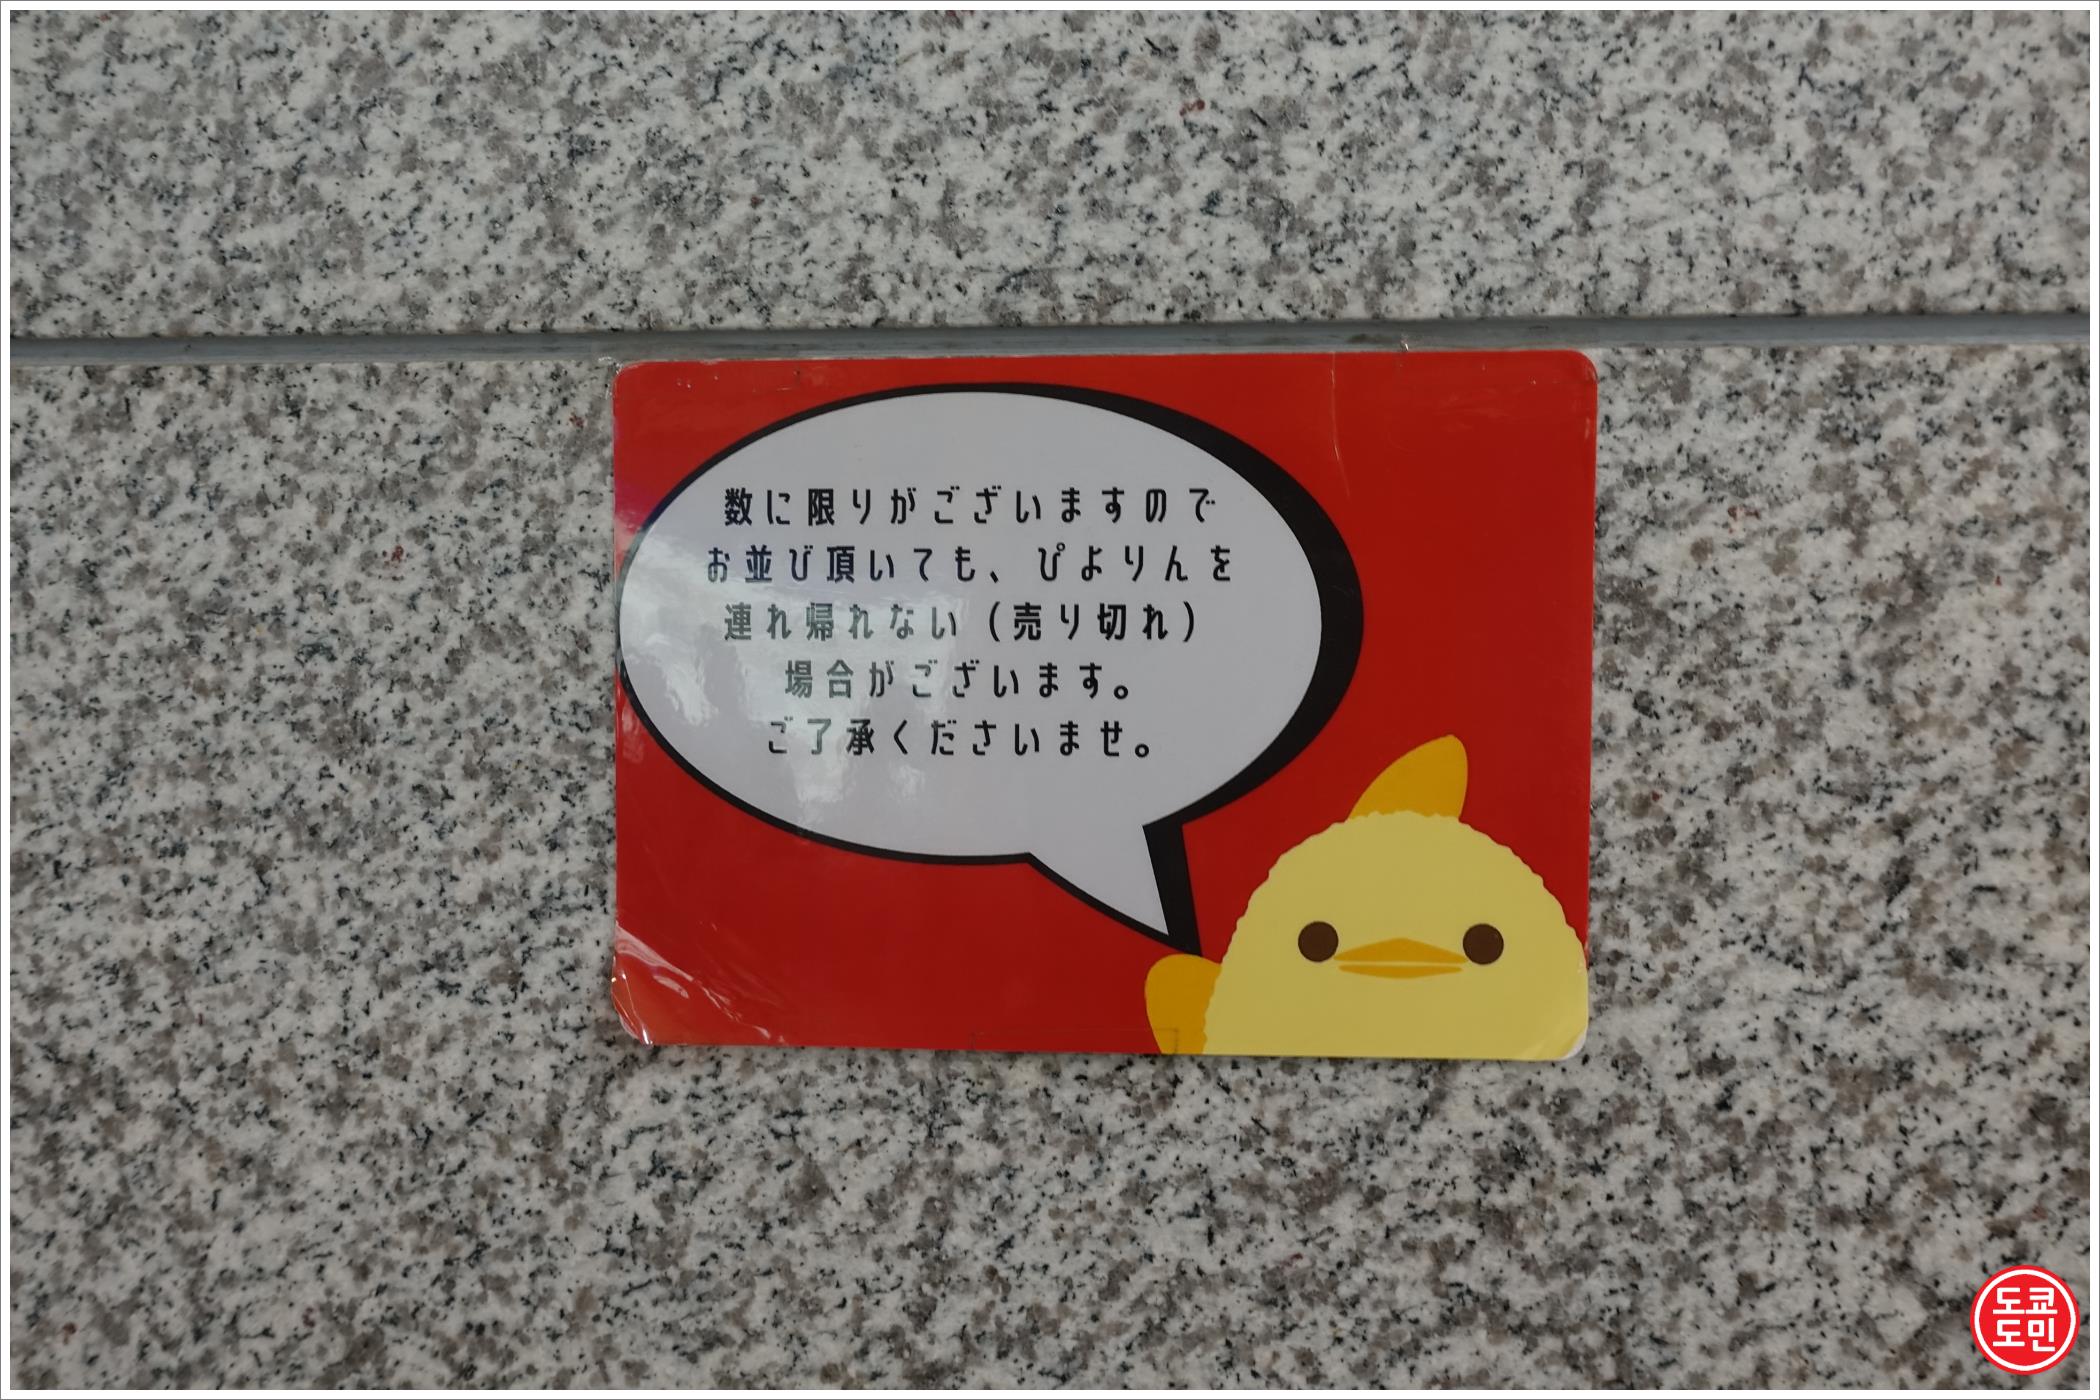 数に限りがございますので
お並び頂いても、ぴよりんを
連れ帰れない（売り切れ）
場合がございます。
ご了承くださいませ。
도쿄
도민